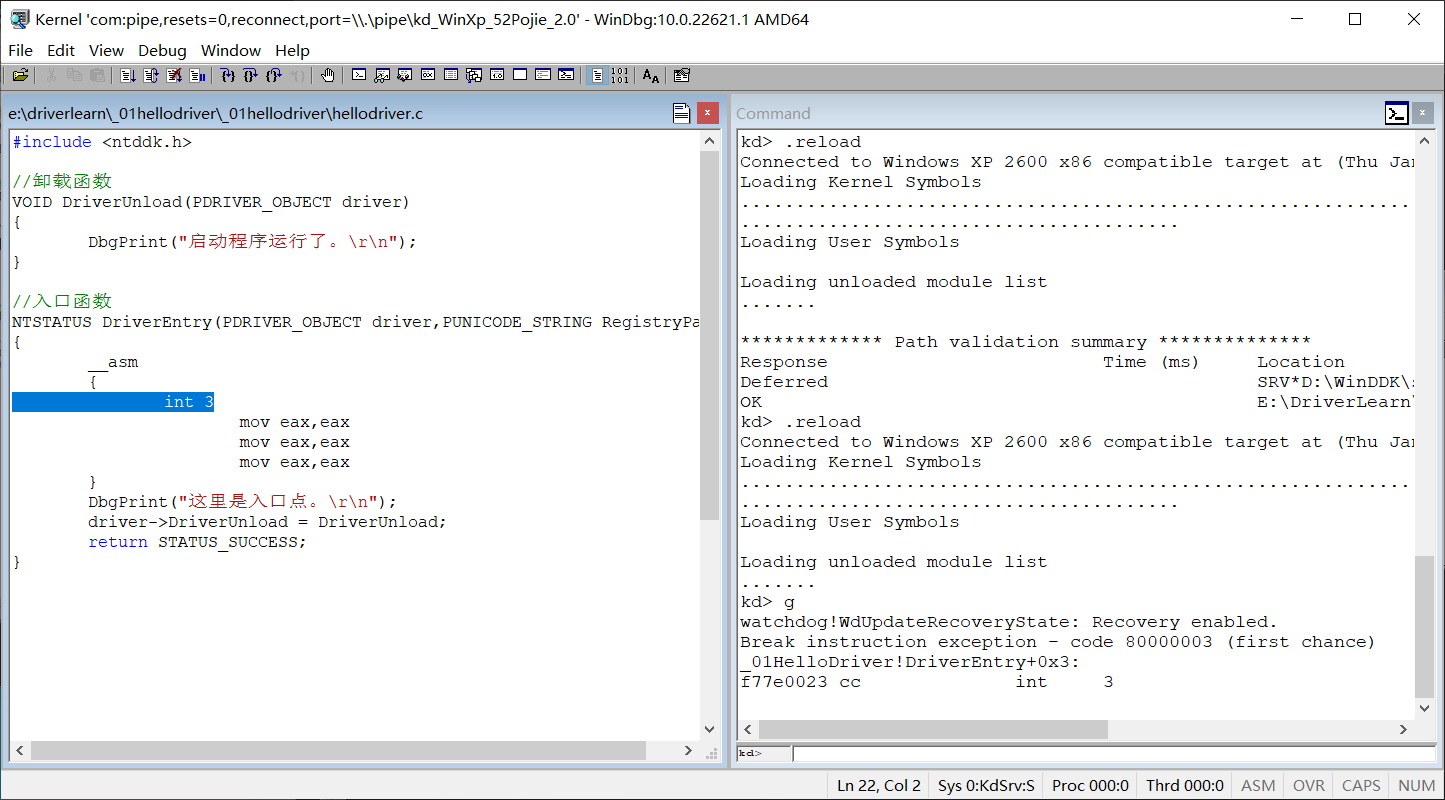 Kernel 'com:pipe,resets=0,reconnect,port=\\.\pipe\kd_WinXp_52Pojie_2.0' - WinDbg:10.0.22621.1 AMD64
File Edit View Debug Window Help
e:\driverlearn\_01hellodriver\_01hellodriver\hellodriver.c
#include <ntddk.h>
//卸载函数
VOID DriverUnload(PDRIVER_OBJECT driver)
{
DbgPrint("启动程序运行了。\r\n");
}
//入口函数
NTSTATUS DriverEntry(PDRIVER_OBJECT driver,PUNICODE_STRING RegistryPa
{
__asm
{
int 3
mov eax,eax
mov eax,eax
mov eax,eax
}
DbgPrint("这里是入口点。\r\n");
driver->DriverUnload = DriverUnload;
return STATUS_SUCCESS;
}
Command
kd> .reload
Connected to Windows XP 2600 x86 compatible target at (Thu Jan
Loading Kernel Symbols
...............................................................
........................................
Loading User Symbols
Loading unloaded module list
.......
************* Path validation summary **************
Response Time (ms) Location
Deferred SRV*D:\WinDDK\
OK E:\DriverLearn\
kd> .reload
Connected to Windows XP 2600 x86 compatible target at (Thu Jan
Loading Kernel Symbols
...............................................................
........................................
Loading User Symbols
Loading unloaded module list
.......
kd> g
watchdog!WdUpdateRecoveryState: Recovery enabled.
Break instruction exception - code 80000003 (first chance)
_01HelloDriver!DriverEntry+0x3:
f77e0023 cc int 3
kd>
Ln 22, Col 2 Sys 0:KdSrv:S Proc 000:0 Thrd 000:0 ASM OVR CAPS NUM